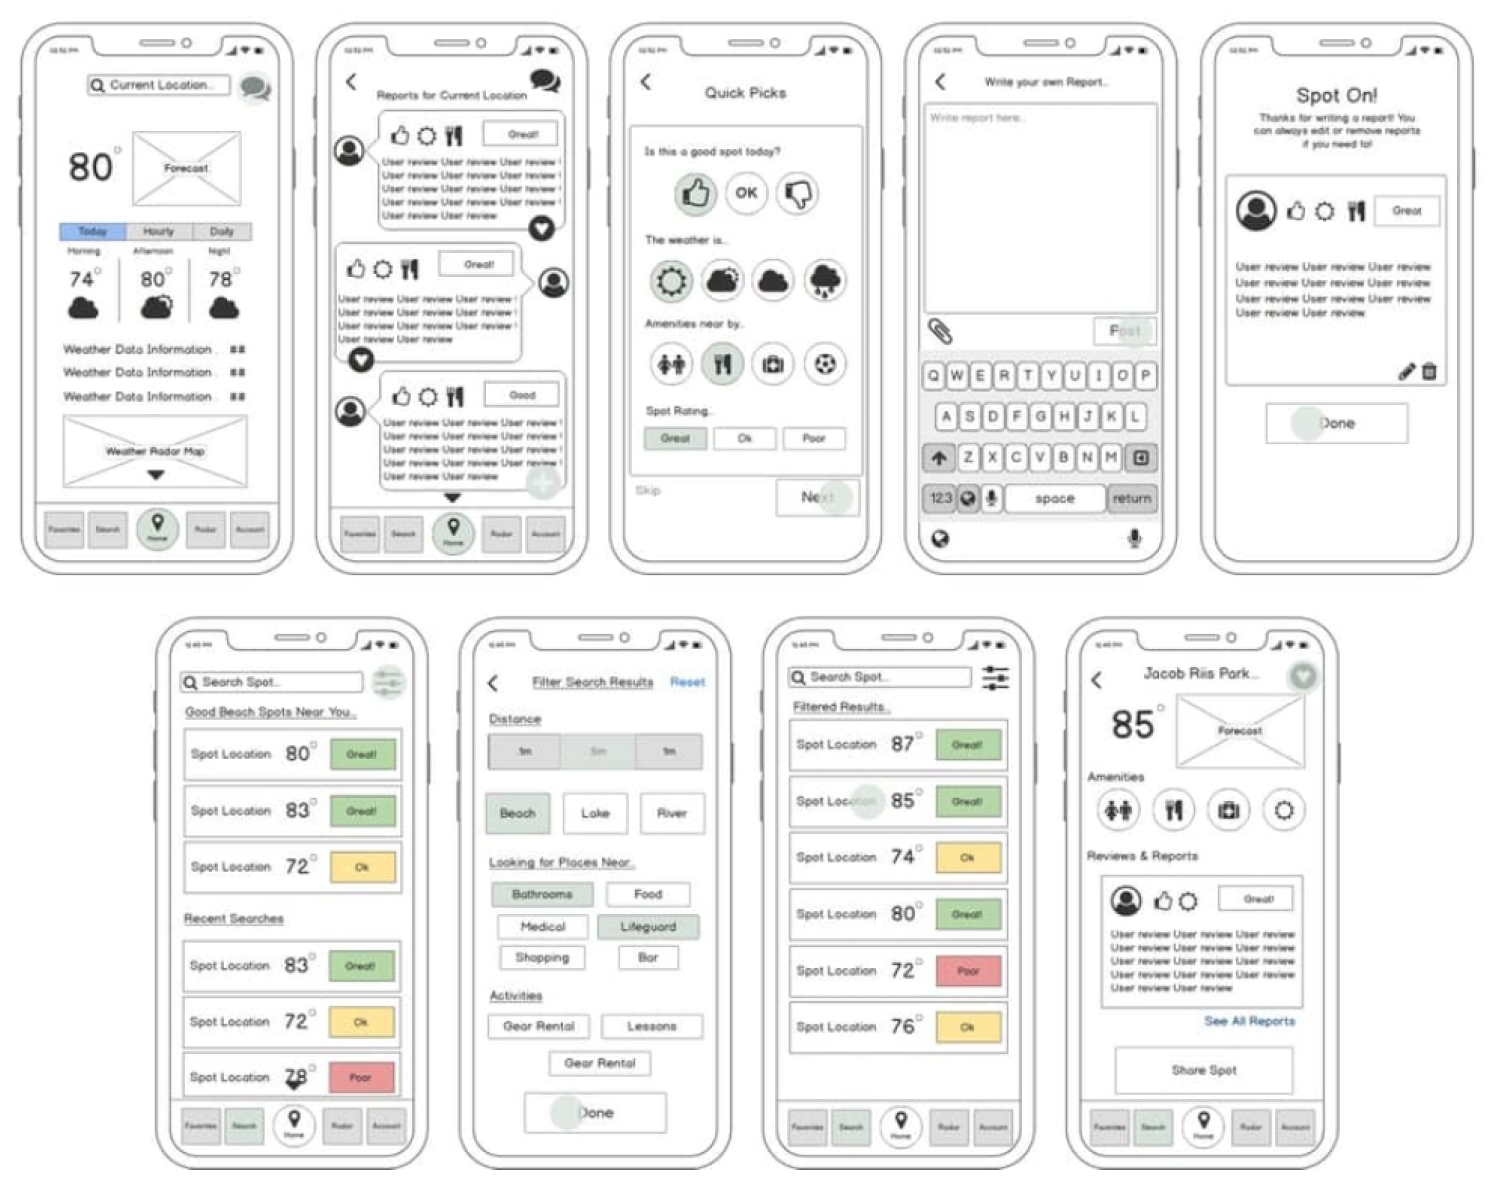 02:52 PM
Current Location..
80°
Forecast
Today Hourly Daily
Morning Afternoon Night
74° 80° 78°
Weather Data Information . ##
Weather Data Information . ##
Weather Data Information . ##
Weather Radar Map
Favorites Search Home Radar Account
02:52 PM
Reports for Current Location
Great!
User review User review User review
User review User review User review
User review User review User review
User review User review User review
User review User review
Great!
User review User review User review
User review User review User review
User review User review User review
User review User review
Good
User review User review User review
User review User review User review
User review User review User review
User review User review User review
User review User review
Favorites Search Home Radar Account
02:52 PM
Quick Picks
Is this a good spot today?
OK
The weather is..
Amenities near by..
Spot Rating..
Great Ok Poor
Skip
Next
02:52 PM
Write your own Report..
Write report here..
Post
Q W E R T Y U I O P
A S D F G H J K L
Z X C V B N M
123 space return
02:52 PM
Spot On!
Thanks for writing a report! You
can always edit or remove reports
if you need to!
Great
User review User review User review
User review User review User review
User review User review User review
User review User review
Done
Search Spot..
Good Beach Spots Near You..
Spot Location 80° Great!
Spot Location 83° Great!
Spot Location 72° Ok
Recent Searches
Spot Location 83° Great!
Spot Location 72° Ok
Spot Location 78° Poor
Favorites Search Home Radar Account
Filter Search Results Reset
Distance
1m 5m 1m
Beach Lake River
Looking for Places Near..
Bathrooms Food
Medical Lifeguard
Shopping Bar
Activities
Gear Rental Lessons
Gear Rental
Done
Search Spot..
Filtered Results..
Spot Location 87° Great!
Spot Location 85° Great!
Spot Location 74° Ok
Spot Location 80° Great!
Spot Location 72° Poor
Spot Location 76° Ok
Favorites Search Home Radar Account
Jacob Riis Park..
85°
Forecast
Amenities
Reviews & Reports
Great!
User review User review User review
User review User review User review
User review User review User review
User review User review User review
User review User review
See All Reports
Share Spot
Favorites Search Home Radar Account